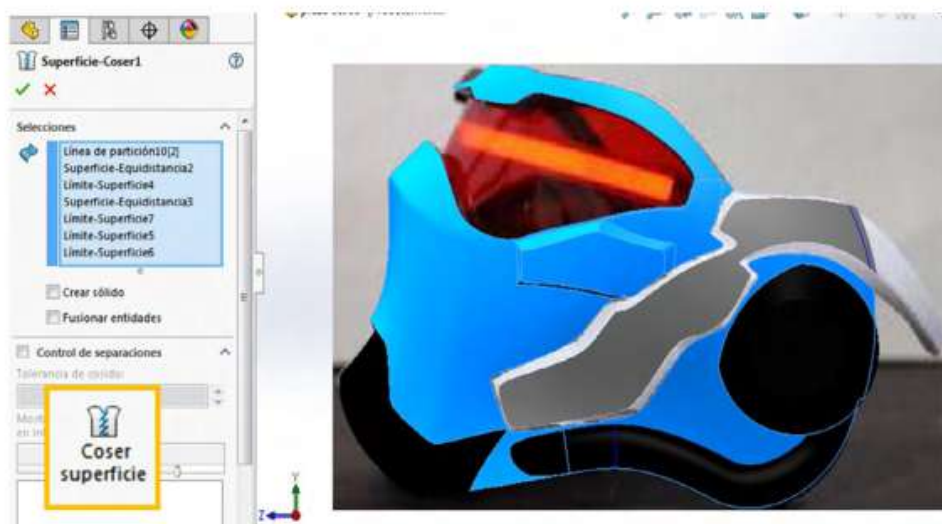 Superficie-Coser1
Selecciones
Línea de partición10[2]
Superficie-Equidistancia2
Límite-Superficie4
Superficie-Equidistancia3
Límite-Superficie7
Límite-Superficie5
Límite-Superficie6
Crear sólido
Fusionar entidades
Control de separaciones
Tolerancia de cosido:
Coser
superficie
Y
Z